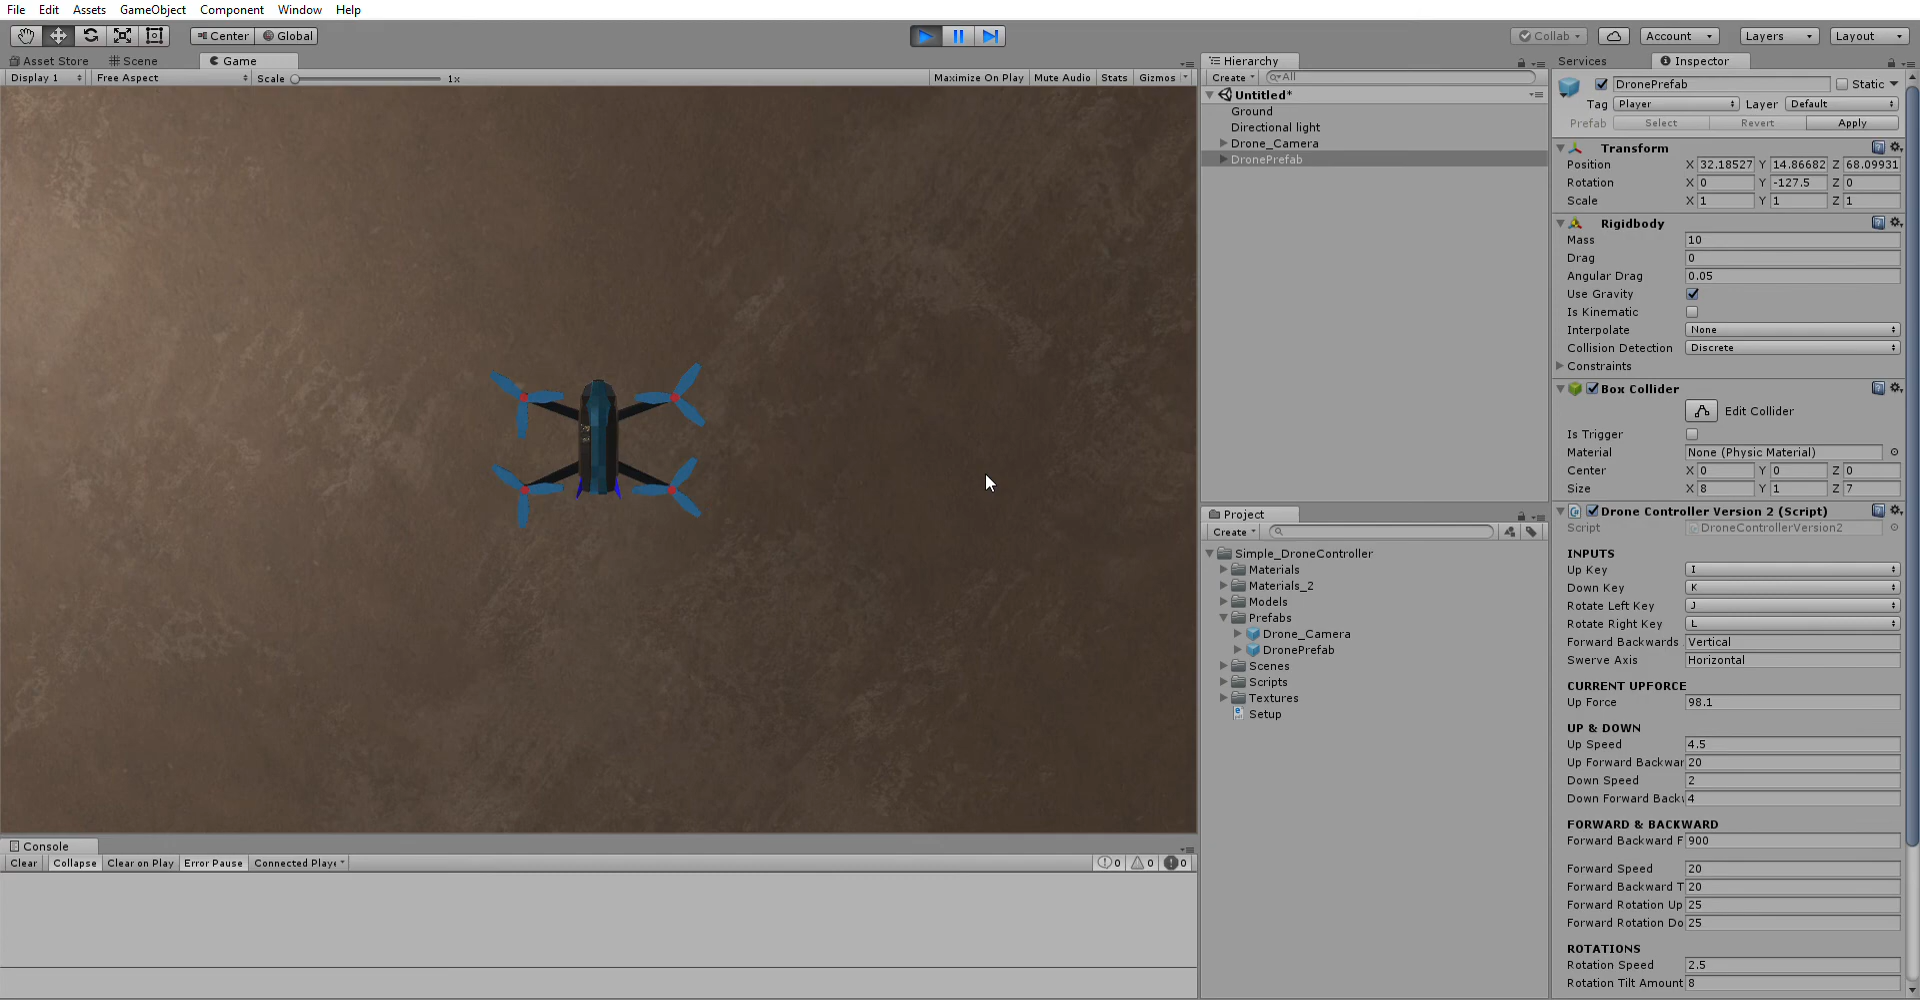 File Edit Assets GameObject Component Window Help
Center Global Collab Account Layers Layout
Asset Store Scene Game
Display 1 Free Aspect Scale 1x Maximize On Play Mute Audio Stats Gizmos
Hierarchy
Create All
Untitled*
Ground
Directional light
Drone_Camera
DronePrefab
Project
Create
Simple_DroneController
Materials
Materials_2
Models
Prefabs
Drone_Camera
DronePrefab
Scenes
Scripts
Textures
Setup
Services Inspector
DronePrefab Static
Tag Player Layer Default
Prefab Select Revert Apply
Transform
Position X 32.18527 Y 14.86682 Z 68.09931
Rotation X 0 Y -127.5 Z 0
Scale X 1 Y 1 Z 1
Rigidbody
Mass 10
Drag 0
Angular Drag 0.05
Use Gravity
Is Kinematic
Interpolate None
Collision Detection Discrete
Constraints
Box Collider
Edit Collider
Is Trigger
Material None (Physic Material)
Center X 0 Y 0 Z 0
Size X 8 Y 1 Z 7
Drone Controller Version 2 (Script)
Script DroneControllerVersion2
INPUTS
Up Key I
Down Key K
Rotate Left Key J
Rotate Right Key L
Forward Backwards Vertical
Swerve Axis Horizontal
CURRENT UPFORCE
Up Force 98.1
UP & DOWN
Up Speed 4.5
Up Forward Backwar 20
Down Speed 2
Down Forward Back 4
FORWARD & BACKWARD
Forward Backward F 900
Forward Speed 20
Forward Backward T 20
Forward Rotation Up 25
Forward Rotation Do 25
ROTATIONS
Rotation Speed 2.5
Rotation Tilt Amount 8
Console
Clear Collapse Clear on Play Error Pause Connected Playe 0 0 0